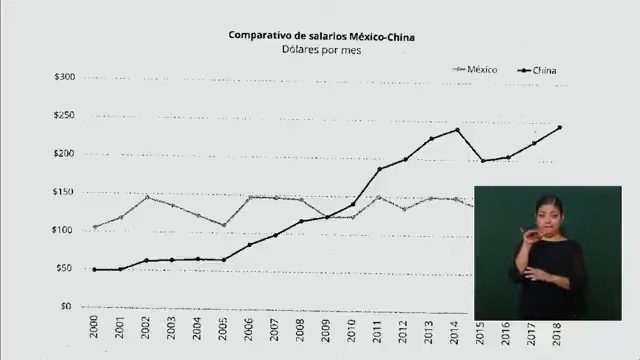 Comparativo de salarios México-China
Dólares por mes
México China
$300
$250
$200
$150
$100
$50
$0
2000 2001 2002 2003 2004 2005 2006 2007 2008 2009 2010 2011 2012 2013 2014 2015 2016 2017 2018